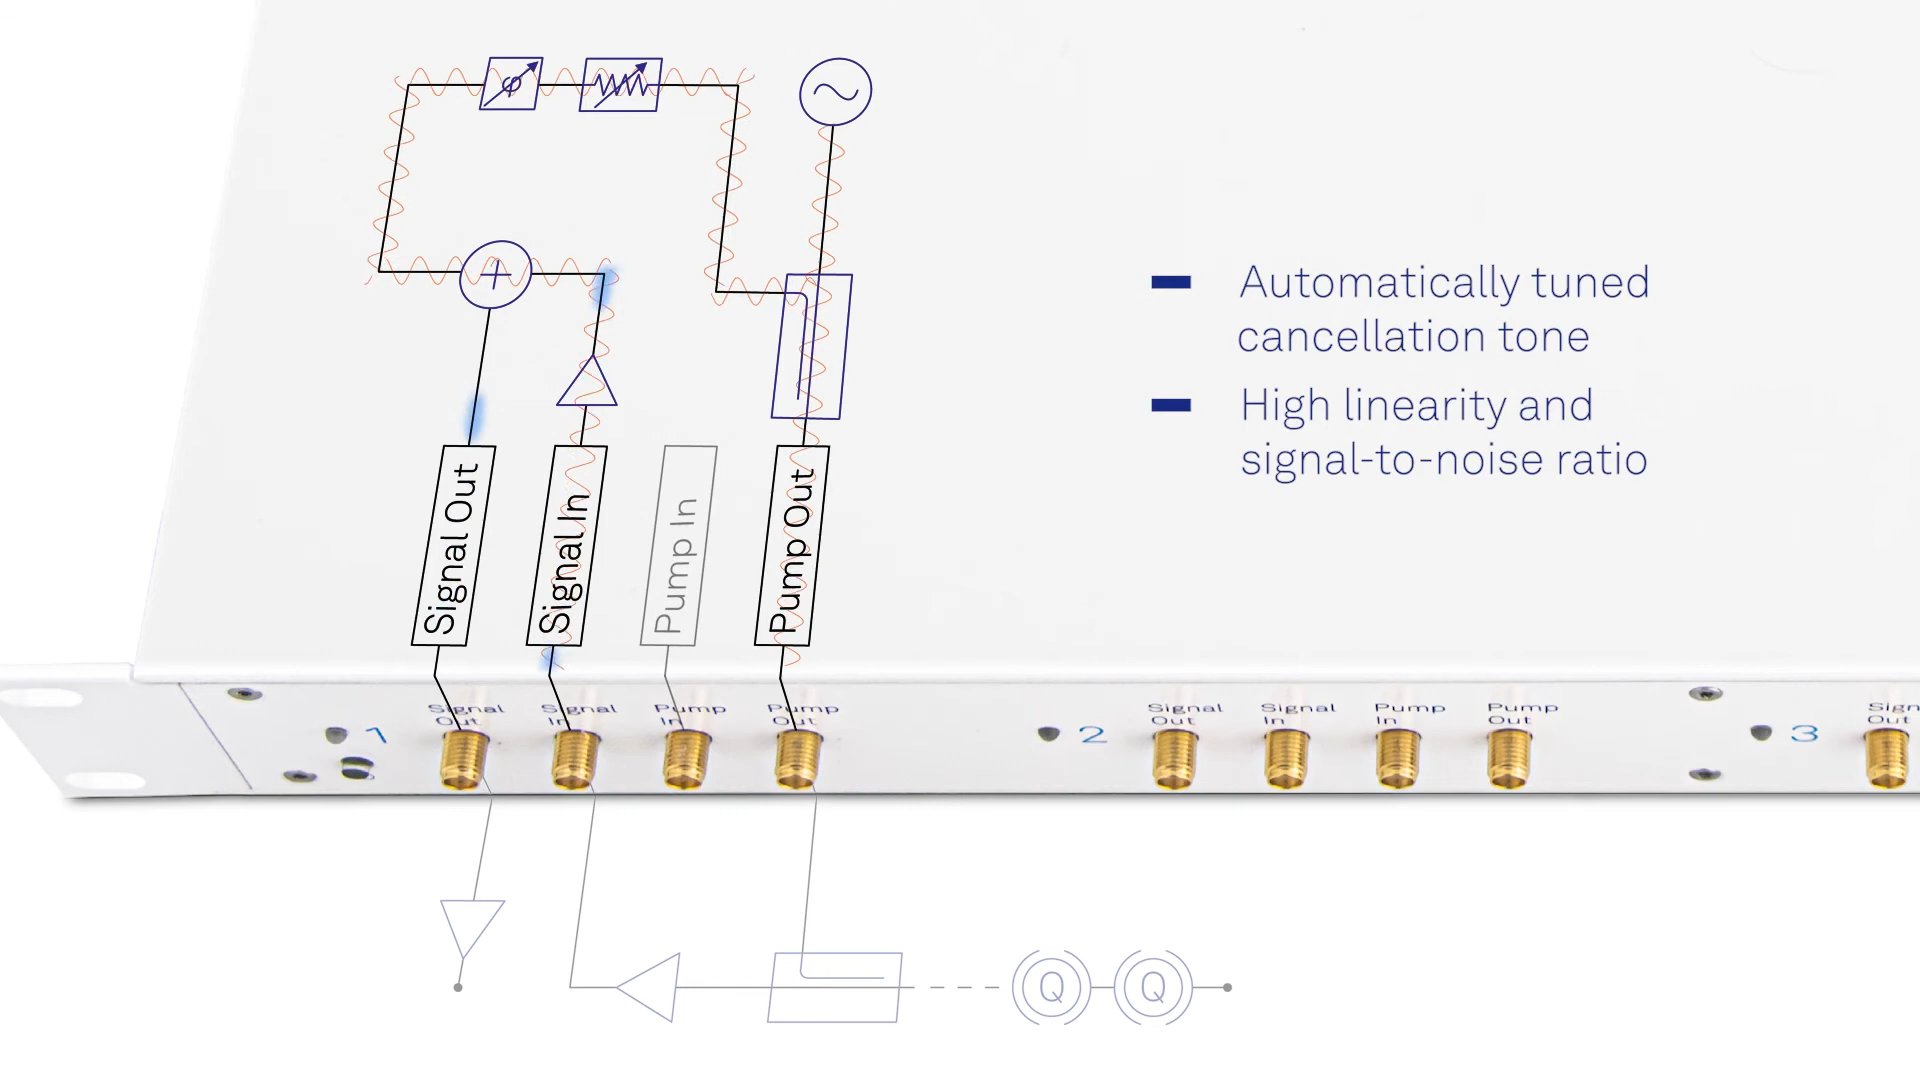 φ
Automatically tuned
cancellation tone
High linearity and
signal-to-noise ratio
Signal Out
Signal In
Pump In
Pump Out
1
Signal
Out
Signal
In
Pump
In
Pump
Out
2
Signal
Out
Signal
In
Pump
In
Pump
Out
3
Sign
Out
Q
Q